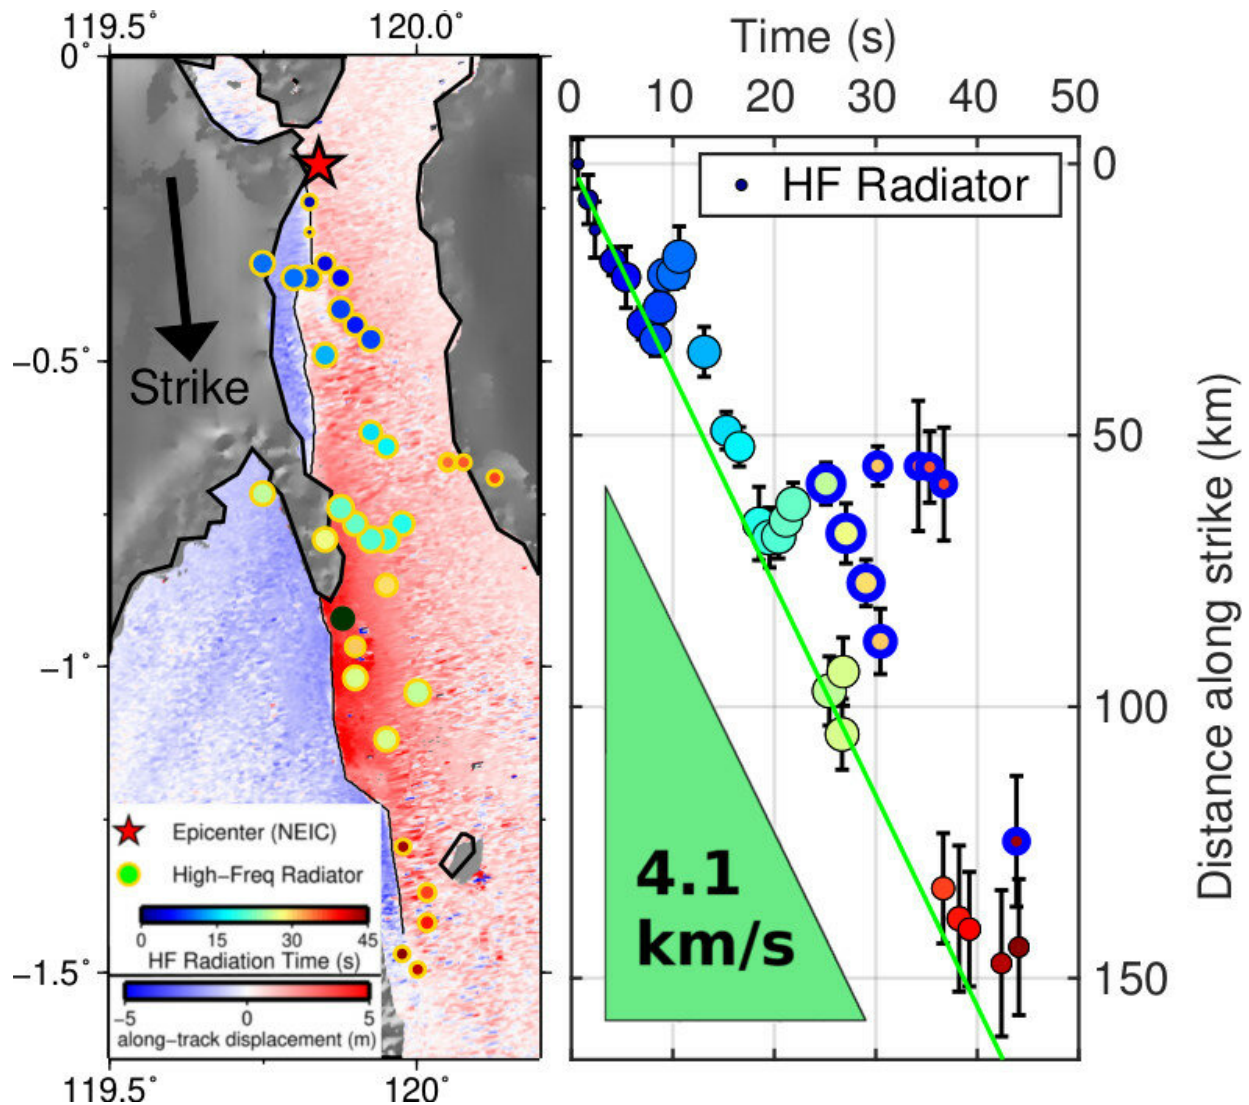 119.5°
120.0°
0°
−0.5°
−1°
−1.5°
119.5°
120°
Strike
Epicenter (NEIC)
High−Freq Radiator
0 15 30 45
HF Radiation Time (s)
−5 0 5
along−track displacement (m)
Time (s)
0 10 20 30 40 50
HF Radiator
0
50
100
150
Distance along strike (km)
4.1
km/s